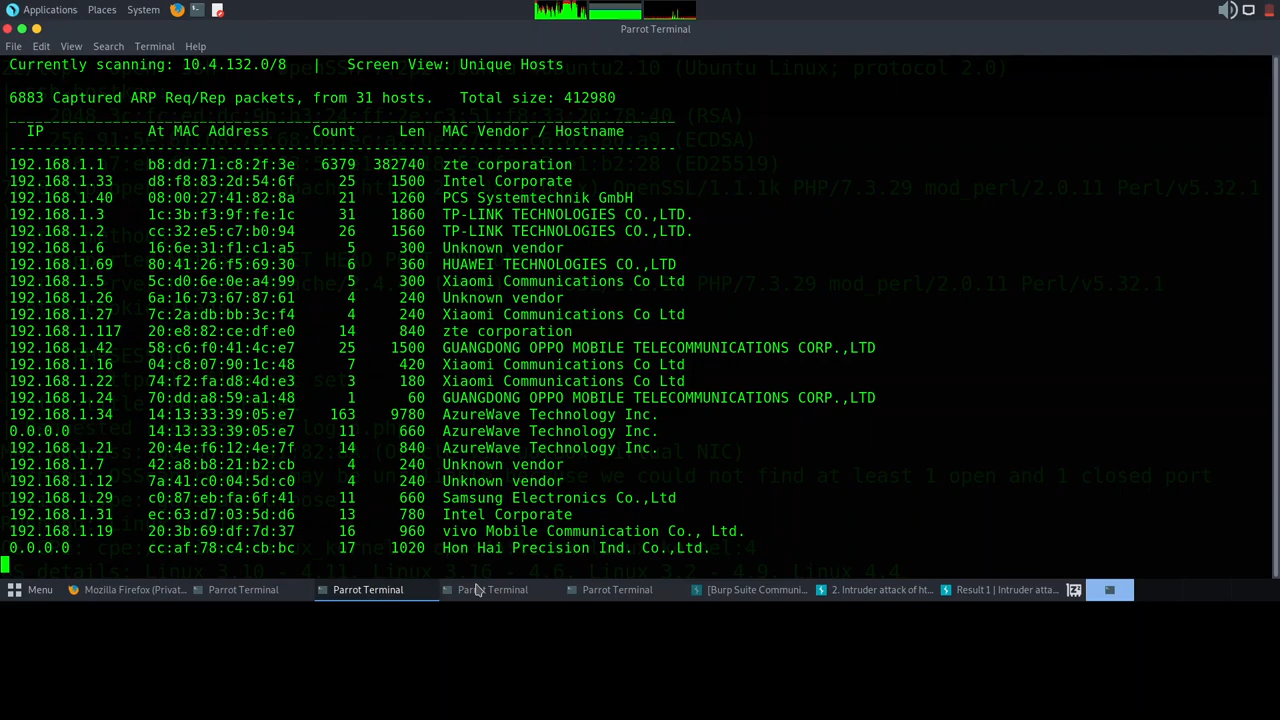 Applications Places System
Parrot Terminal
File Edit View Search Terminal Help
Currently scanning: 10.4.132.0/8 | Screen View: Unique Hosts
6883 Captured ARP Req/Rep packets, from 31 hosts. Total size: 412980
IP At MAC Address Count Len MAC Vendor / Hostname
192.168.1.1 b8:dd:71:c8:2f:3e 6379 382740 zte corporation
192.168.1.33 d8:f8:83:2d:54:6f 25 1500 Intel Corporate
192.168.1.40 08:00:27:41:82:8a 21 1260 PCS Systemtechnik GmbH
192.168.1.3 1c:3b:f3:9f:fe:1c 31 1860 TP-LINK TECHNOLOGIES CO.,LTD.
192.168.1.2 cc:32:e5:c7:b0:94 26 1560 TP-LINK TECHNOLOGIES CO.,LTD.
192.168.1.6 16:6e:31:f1:c1:a5 5 300 Unknown vendor
192.168.1.69 80:41:26:f5:69:30 6 360 HUAWEI TECHNOLOGIES CO.,LTD
192.168.1.5 5c:d0:6e:0e:a4:99 5 300 Xiaomi Communications Co Ltd
192.168.1.26 6a:16:73:67:87:61 4 240 Unknown vendor
192.168.1.27 7c:2a:db:bb:3c:f4 4 240 Xiaomi Communications Co Ltd
192.168.1.117 20:e8:82:ce:df:e0 14 840 zte corporation
192.168.1.42 58:c6:f0:41:4c:e7 25 1500 GUANGDONG OPPO MOBILE TELECOMMUNICATIONS CORP.,LTD
192.168.1.16 04:c8:07:90:1c:48 7 420 Xiaomi Communications Co Ltd
192.168.1.22 74:f2:fa:d8:4d:e3 3 180 Xiaomi Communications Co Ltd
192.168.1.24 70:dd:a8:59:a1:48 1 60 GUANGDONG OPPO MOBILE TELECOMMUNICATIONS CORP.,LTD
192.168.1.34 14:13:33:39:05:e7 163 9780 AzureWave Technology Inc.
0.0.0.0 14:13:33:39:05:e7 11 660 AzureWave Technology Inc.
192.168.1.21 20:4e:f6:12:4e:7f 14 840 AzureWave Technology Inc.
192.168.1.7 42:a8:b8:21:b2:cb 4 240 Unknown vendor
192.168.1.12 7a:41:c0:04:5d:c0 4 240 Unknown vendor
192.168.1.29 c0:87:eb:fa:6f:41 11 660 Samsung Electronics Co.,Ltd
192.168.1.31 ec:63:d7:03:5d:d6 13 780 Intel Corporate
192.168.1.19 20:3b:69:df:7d:37 16 960 vivo Mobile Communication Co., Ltd.
0.0.0.0 cc:af:78:c4:cb:bc 17 1020 Hon Hai Precision Ind. Co.,Ltd.
Menu Mozilla Firefox (Privat... Parrot Terminal Parrot Terminal Parrot Terminal Parrot Terminal [Burp Suite Communi... 2. Intruder attack of ht... Result 1 | Intruder atta...